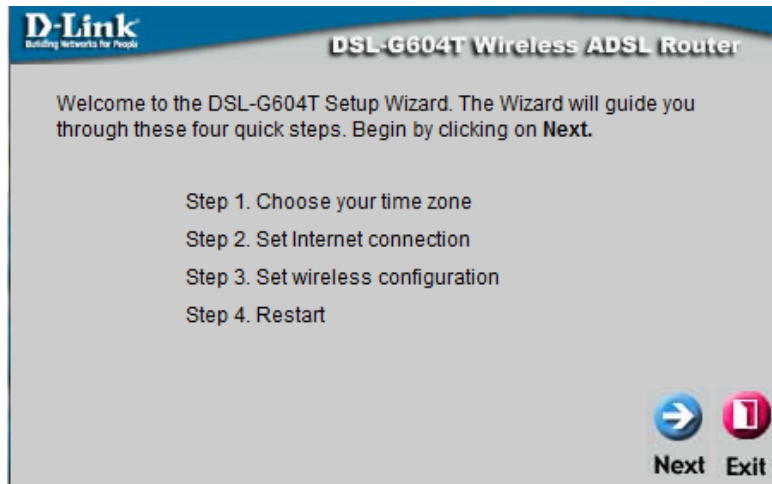 D-Link
Building Networks for People
DSL-G604T Wireless ADSL Router
Welcome to the DSL-G604T Setup Wizard. The Wizard will guide you
through these four quick steps. Begin by clicking on Next.
Step 1. Choose your time zone
Step 2. Set Internet connection
Step 3. Set wireless configuration
Step 4. Restart
Next Exit